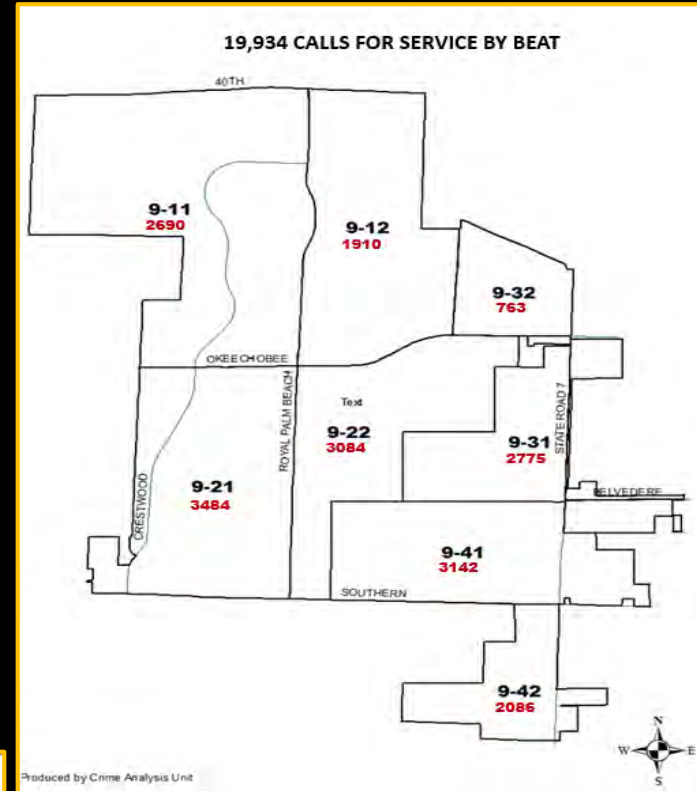 19,934 CALLS FOR SERVICE BY BEAT
40TH
9-11
2690
9-12
1910
9-32
763
OKEECHOBEE
ROYAL PALM BEACH
Text
9-22
3084
STATE ROAD 7
9-31
2775
CRESTWOOD
9-21
3484
BELVEDERE
9-41
3142
SOUTHERN
9-42
2086
N
W E
S
Produced by Crime Analysis Unit